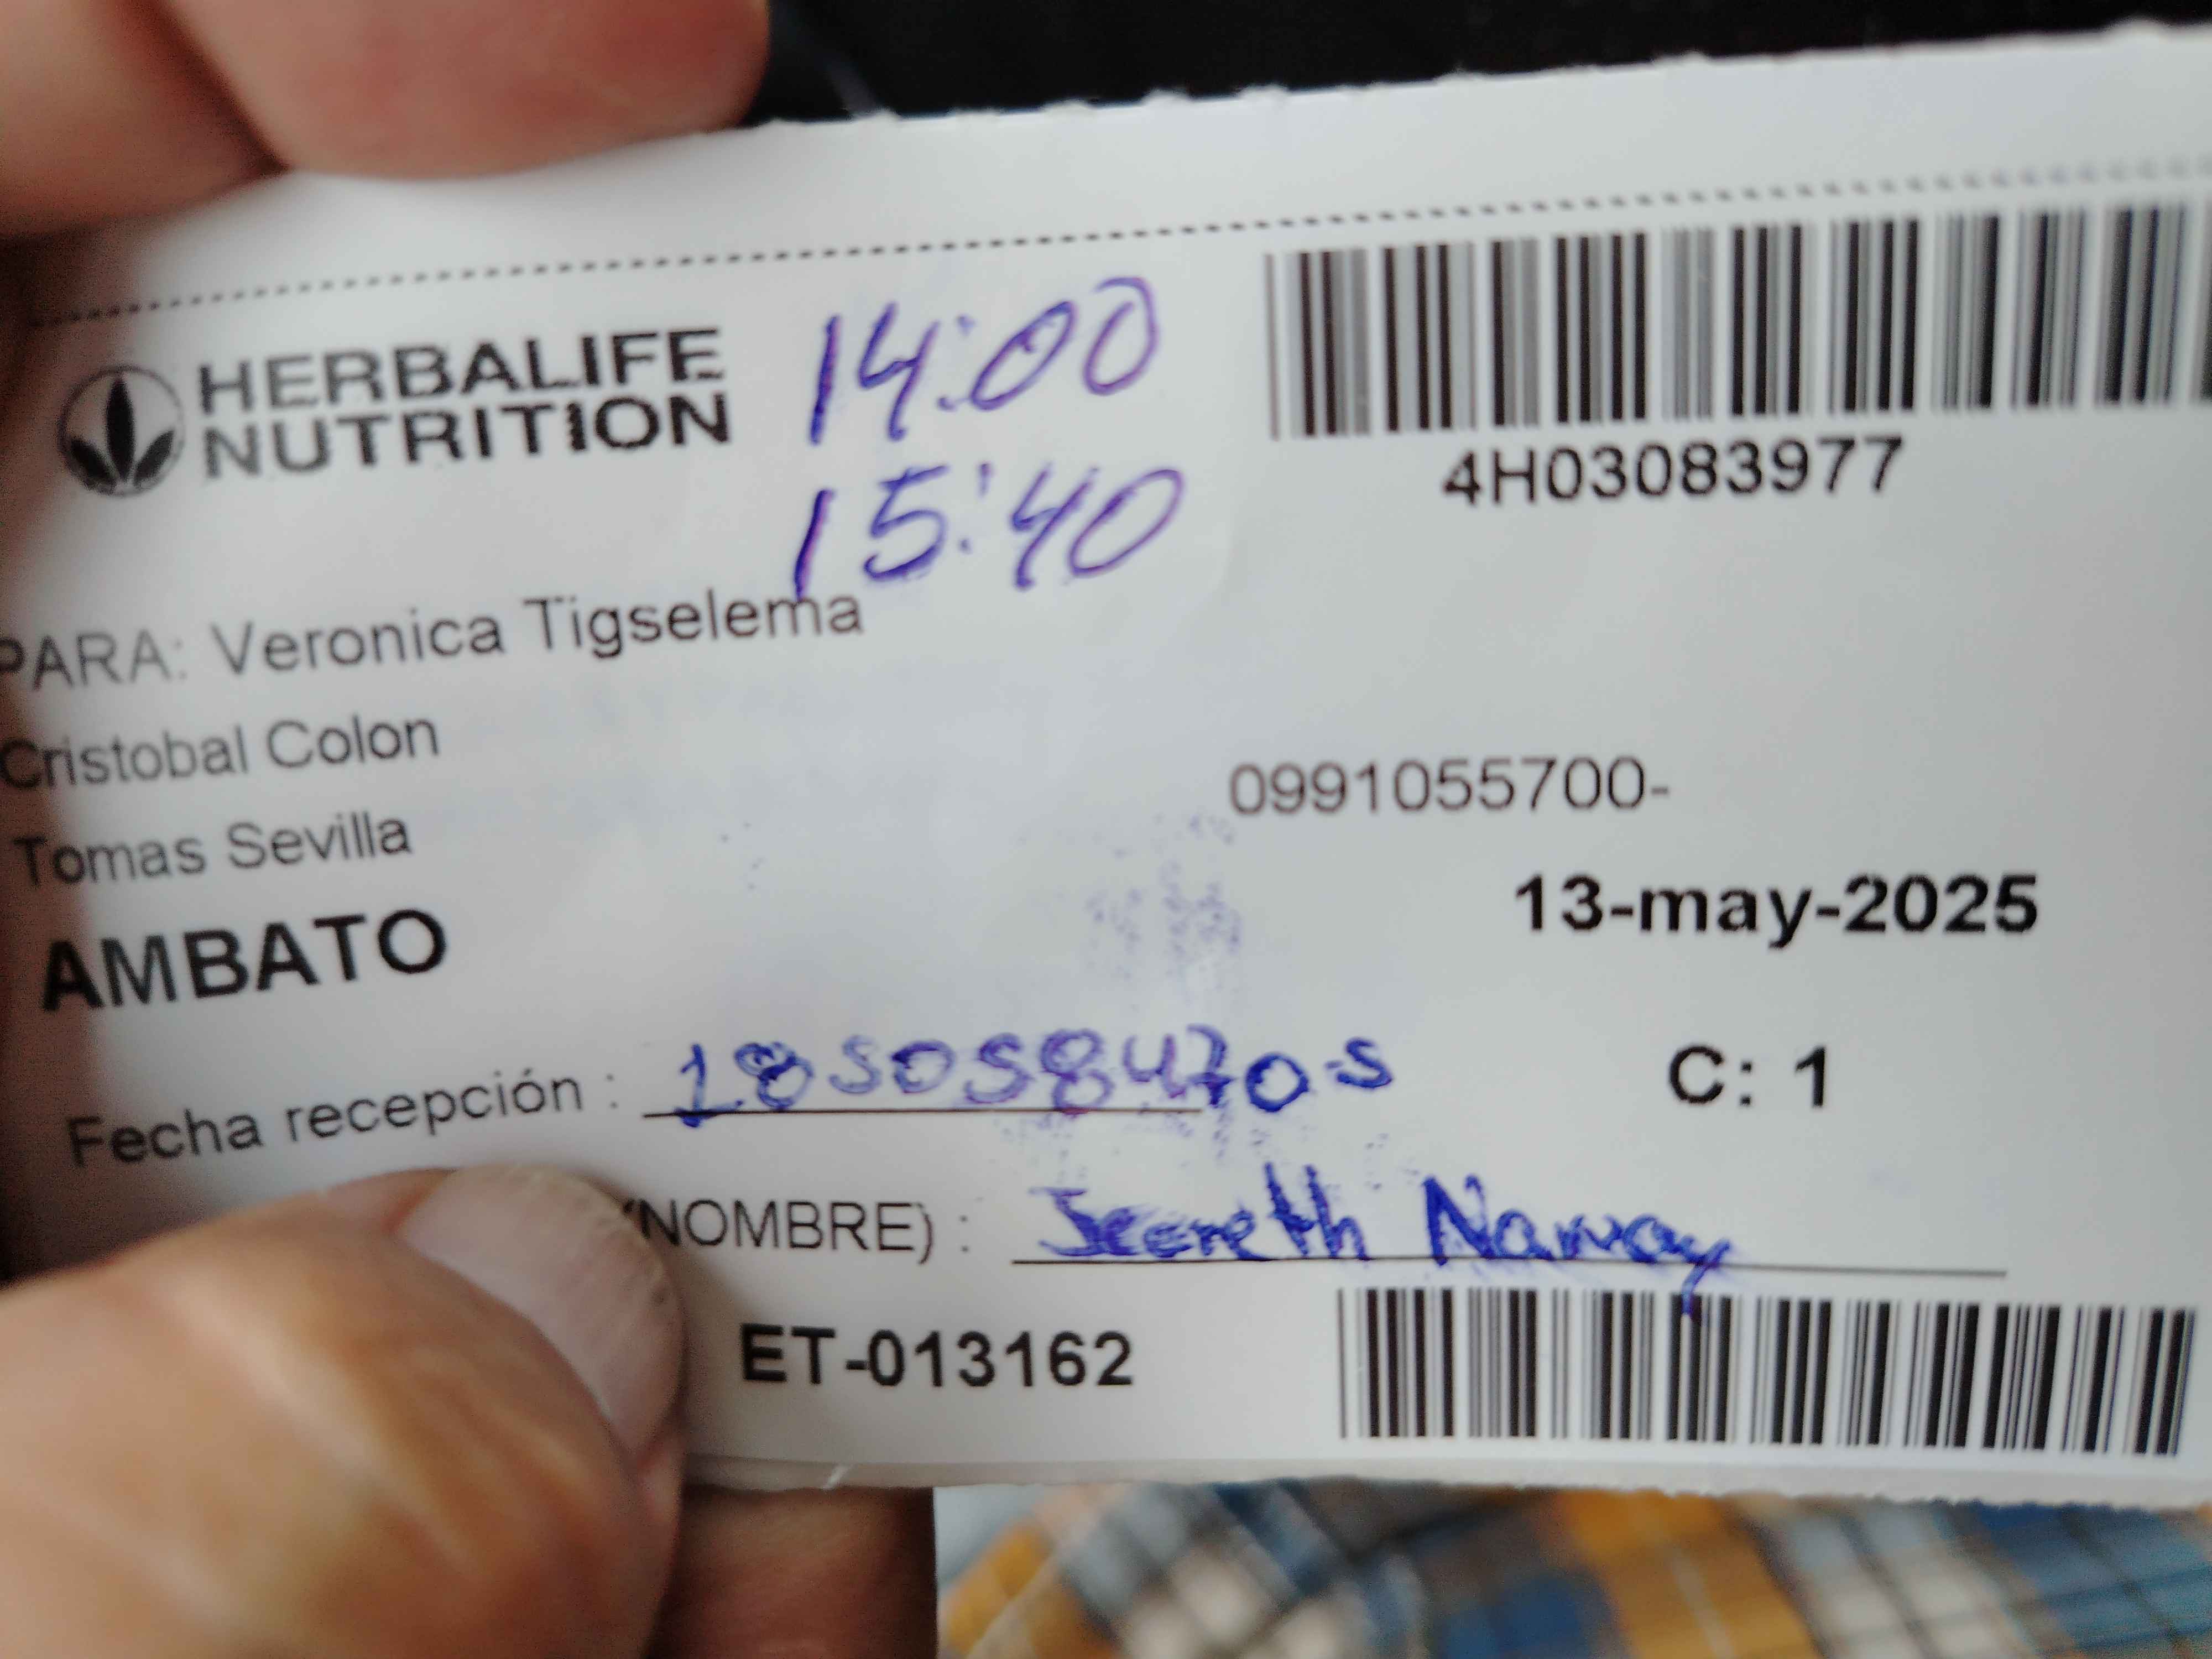 HERBALIFE
NUTRITION
14:00
15:40
4H03083977
PARA: Veronica Tigselema
Cristobal Colon
Tomas Sevilla
0991055700-
AMBATO
13-may-2025
Fecha recepción :
C: 1
(NOMBRE) :
ET-013162